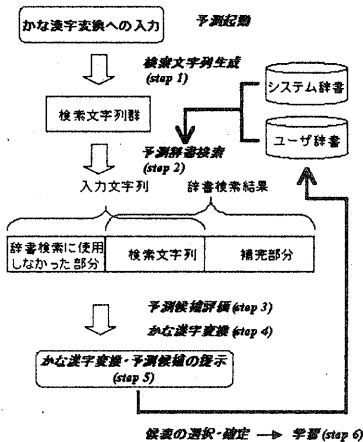 かな漢字変換への入力
予測起動
検索文字列生成
(step 1)
システム辞書
検索文字列群
ユーザ辞書
予測辞書検索
(step 2)
入力文字列
辞書検索結果
辞書検索に使用
しなかった部分
検索文字列
補充部分
予測候補評価(step 3)
かな漢字変換(step 4)
かな漢字変換・予測候補の提示
(step 5)
候補の選択・確定 → 学習(step 6)